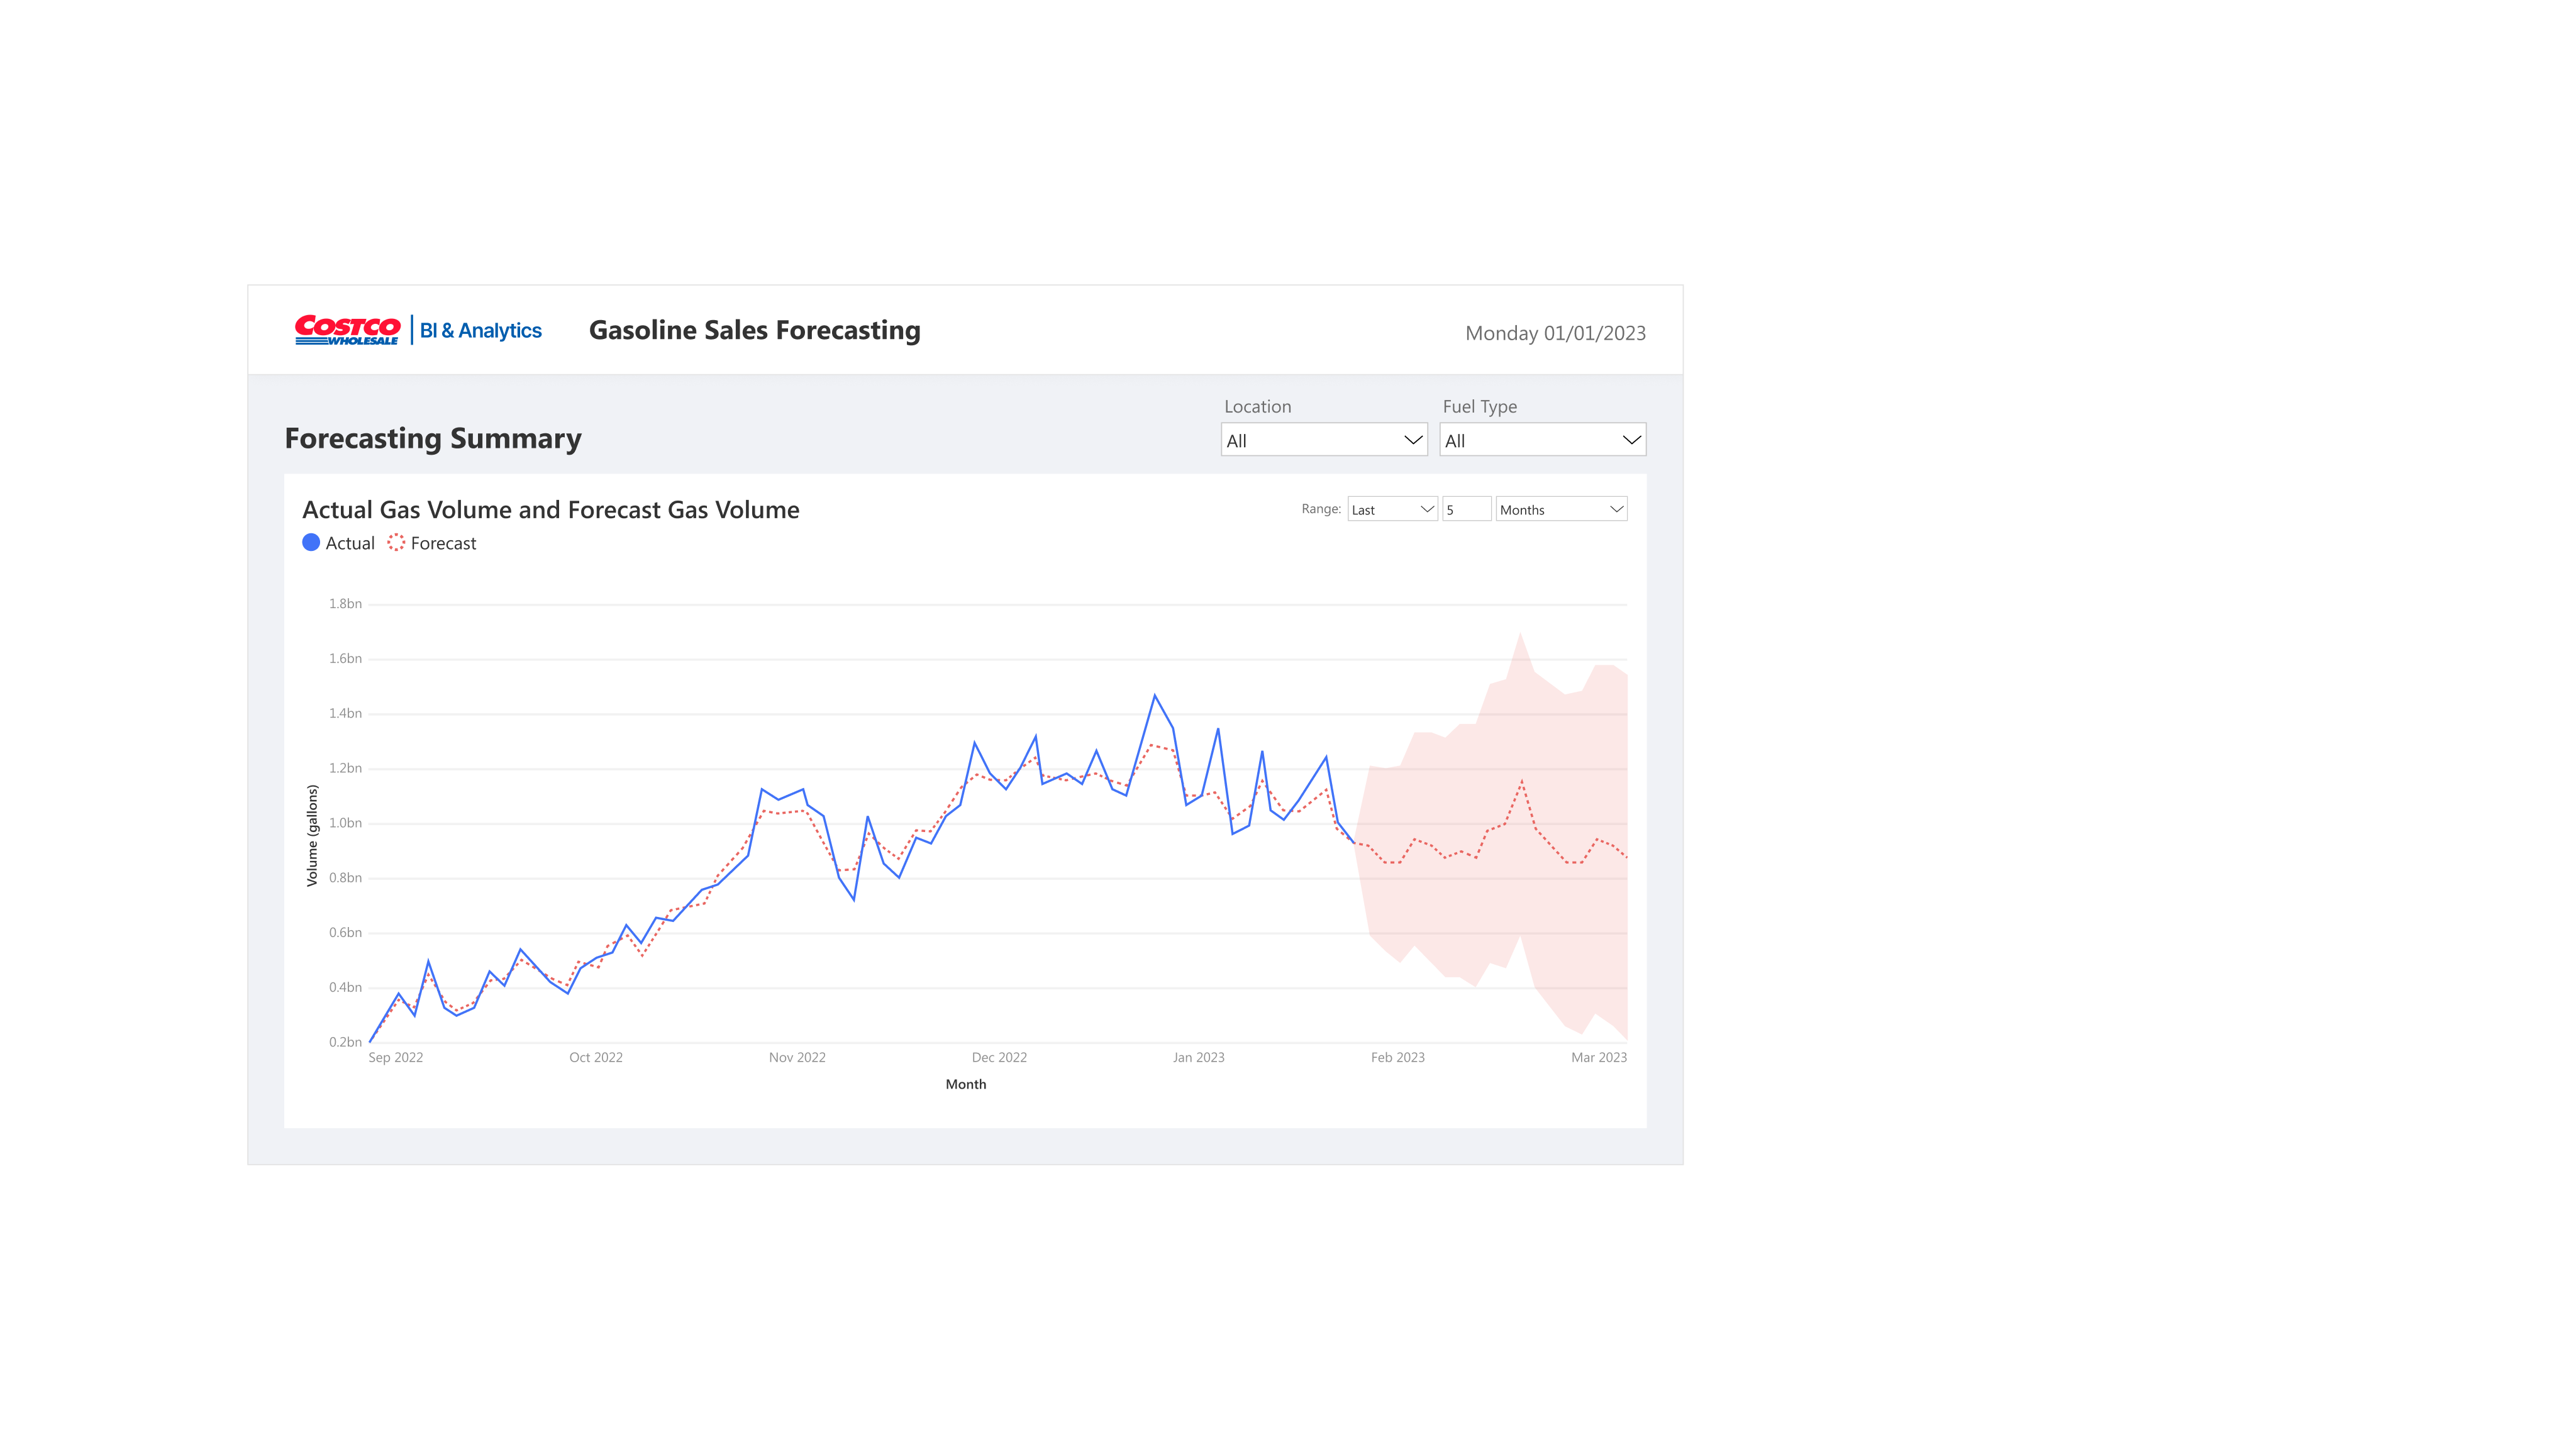 COSTCO WHOLESALE BI & Analytics Gasoline Sales Forecasting Monday 01/01/2023
Location Fuel Type
Forecasting Summary All All
Actual Gas Volume and Forecast Gas Volume Range: Last 5 Months
Actual Forecast
1.8bn
1.6bn
1.4bn
1.2bn
1.0bn
0.8bn
0.6bn
0.4bn
0.2bn
Volume (gallons)
Sep 2022 Oct 2022 Nov 2022 Dec 2022 Jan 2023 Feb 2023 Mar 2023
Month